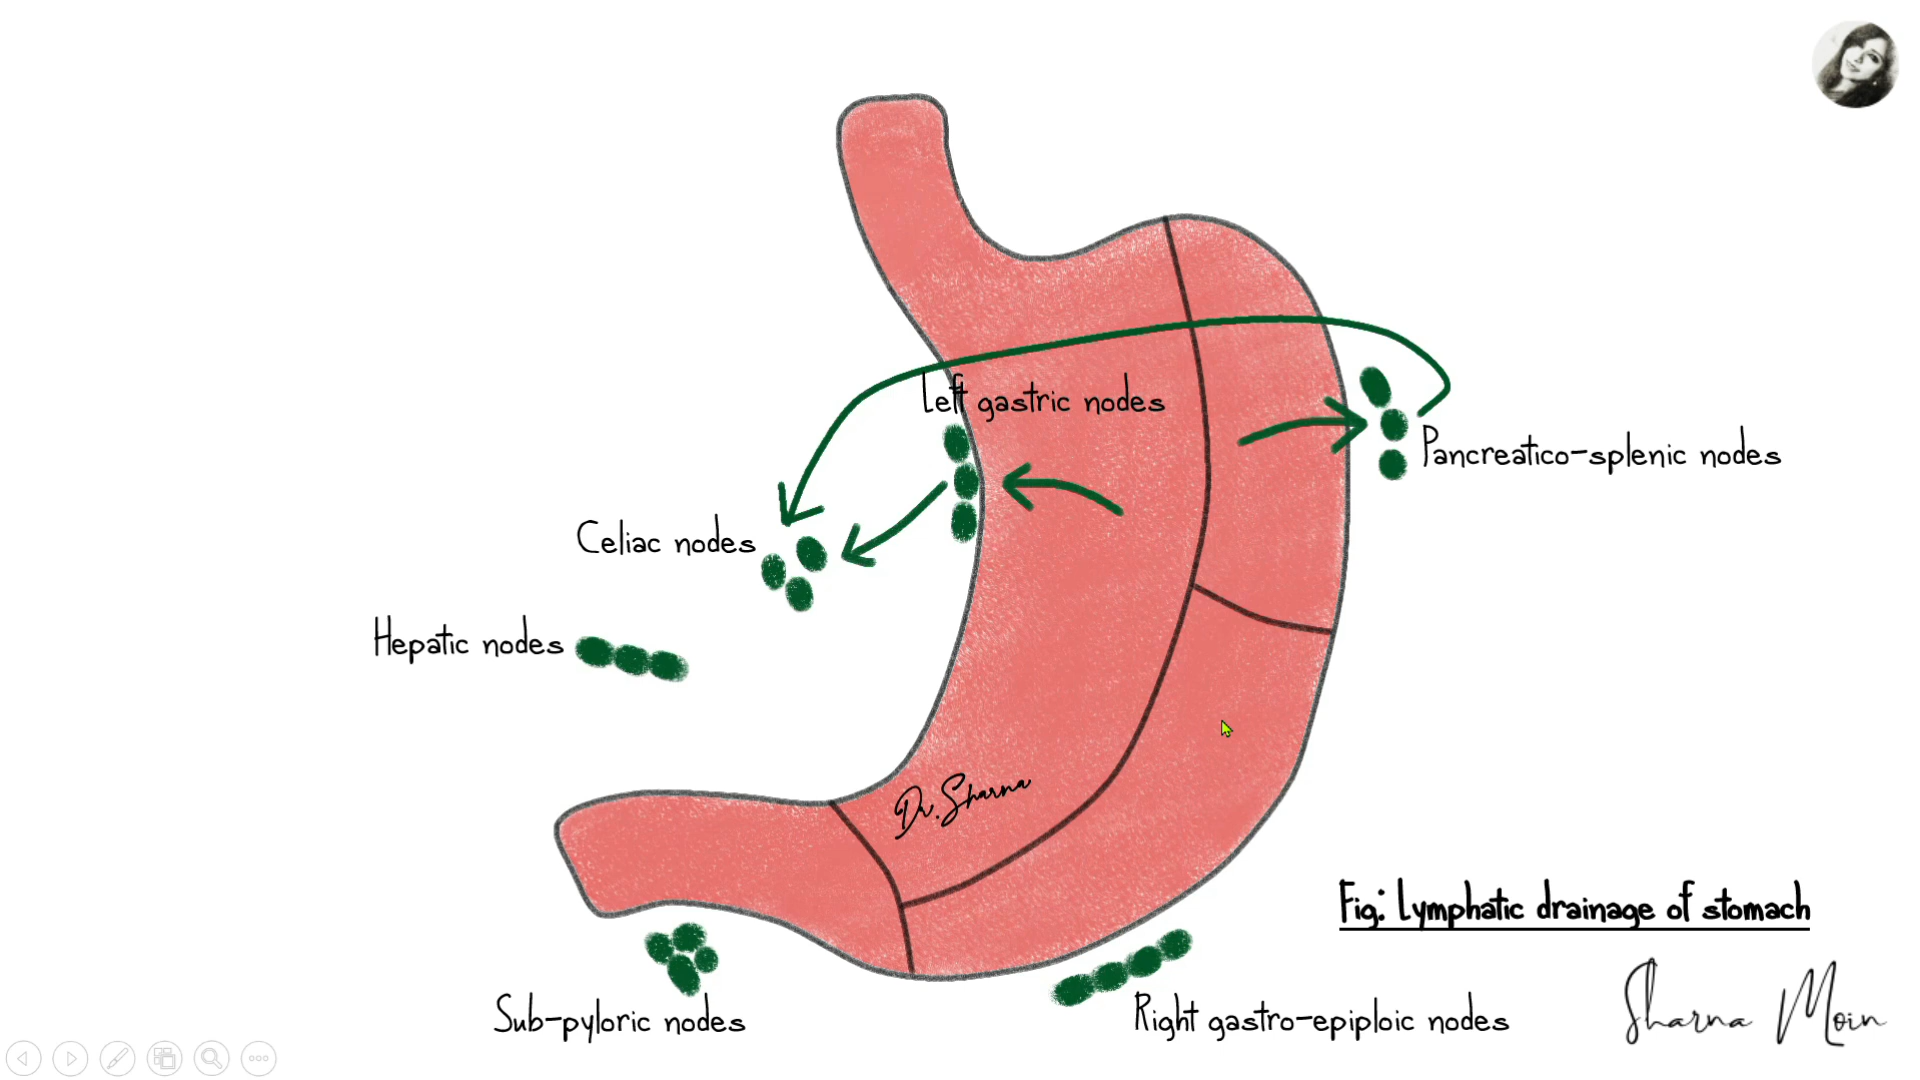 Left gastric nodes
Pancreatico-splenic nodes
Celiac nodes
Hepatic nodes
Dr. Sharna
Fig: Lymphatic drainage of stomach
Sub-pyloric nodes
Right gastro-epiploic nodes
Sharna Moin